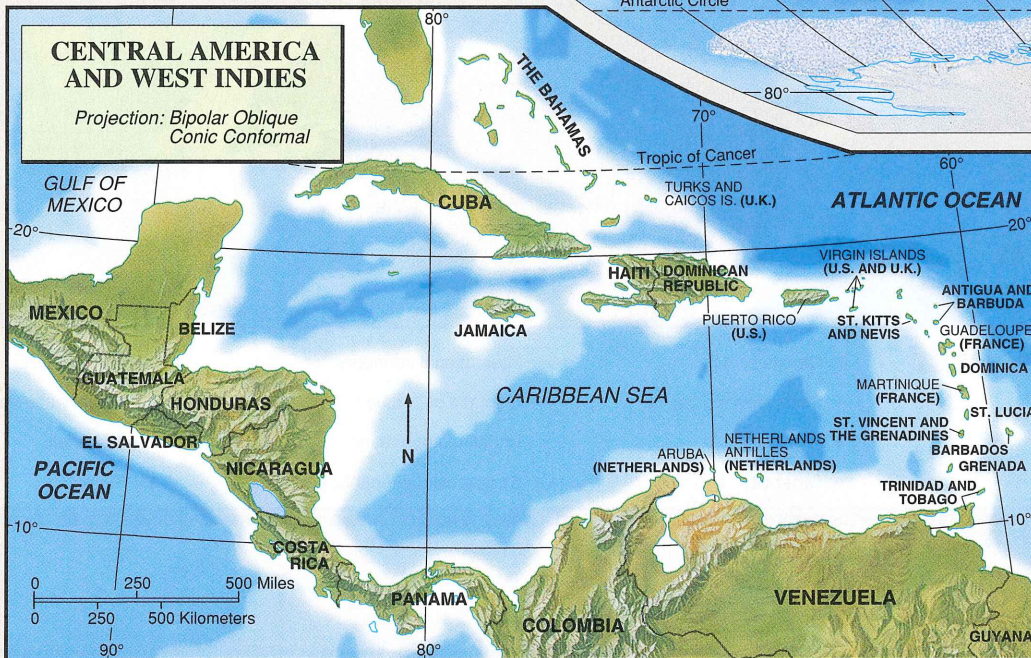 Antarctic Circle
80°
80°
CENTRAL AMERICA
AND WEST INDIES
Projection: Bipolar Oblique
Conic Conformal
THE BAHAMAS
70°
Tropic of Cancer
60°
GULF OF
MEXICO
CUBA
TURKS AND
CAICOS IS. (U.K.)
ATLANTIC OCEAN
20°
20°
VIRGIN ISLANDS
(U.S. AND U.K.)
HAITI
DOMINICAN
REPUBLIC
MEXICO
BELIZE
JAMAICA
PUERTO RICO
(U.S.)
ST. KITTS
AND NEVIS
ANTIGUA AND
BARBUDA
GUADELOUPE
(FRANCE)
DOMINICA
GUATEMALA
HONDURAS
CARIBBEAN SEA
MARTINIQUE
(FRANCE)
ST. LUCIA
EL SALVADOR
N
ST. VINCENT AND
THE GRENADINES
BARBADOS
PACIFIC
OCEAN
NICARAGUA
ARUBA
(NETHERLANDS)
NETHERLANDS
ANTILLES
(NETHERLANDS)
GRENADA
TRINIDAD AND
TOBAGO
10°
10°
COSTA
RICA
0 250 500 Miles
0 250 500 Kilometers
PANAMA
COLOMBIA
VENEZUELA
GUYANA
90°
80°